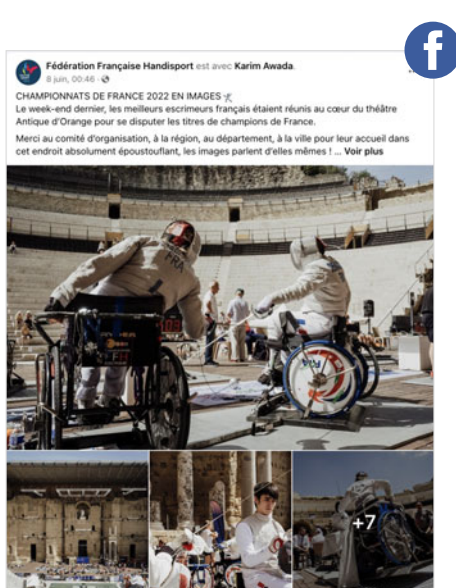 Fédération Française Handisport est avec Karim Awada.
8 juin, 00:46
CHAMPIONNATS DE FRANCE 2022 EN IMAGES
Le week-end dernier, les meilleurs escrimeurs français étaient réunis au cœur du théâtre
Antique d'Orange pour se disputer les titres de champions de France.
Merci au comité d'organisation, à la région, au département, à la ville pour leur accueil dans
cet endroit absolument époustouflant, les images parlent d'elles mêmes ! ... Voir plus
FRA
FH
FRA
+7